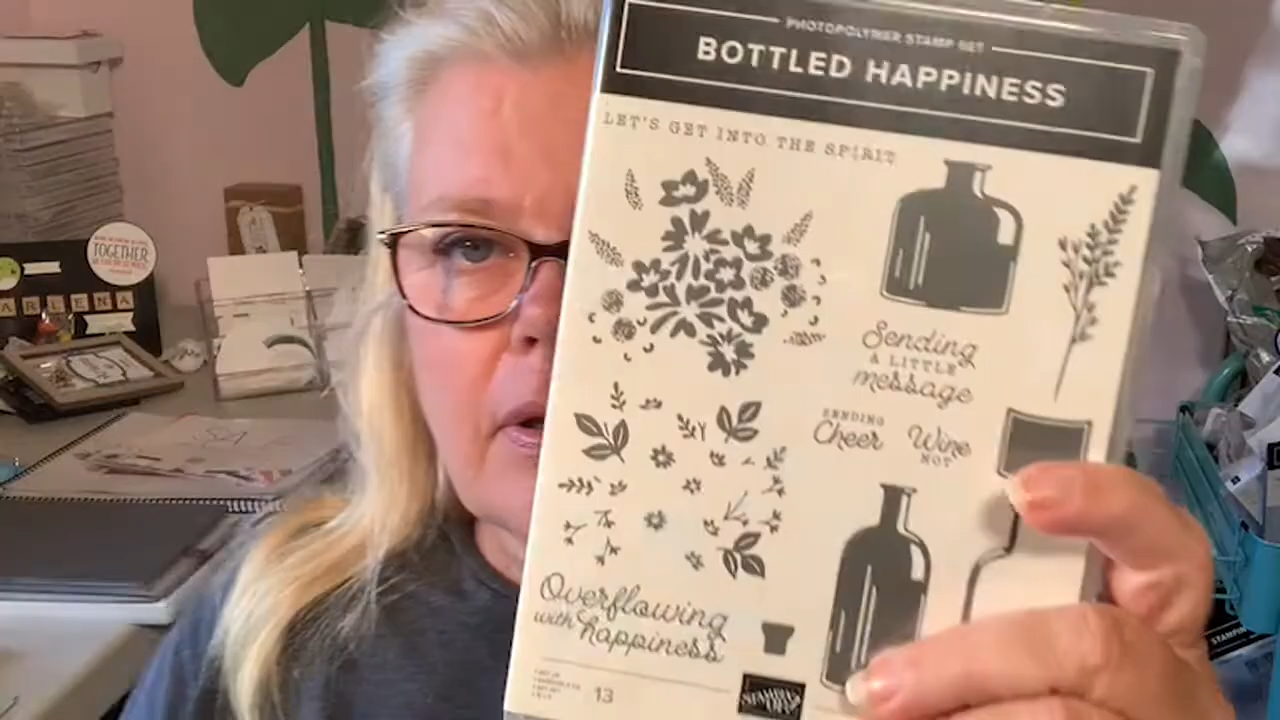 PHOTOPOLYMER STAMP SET
BOTTLED HAPPINESS
LET'S GET INTO THE SPIRIT
Sending
A LITTLE
message
SENDING
Cheer
Wine
NOT
Overflowing
with happiness
13
STAMPIN' UP!
TOGETHER
ARLENA
STAMPIN